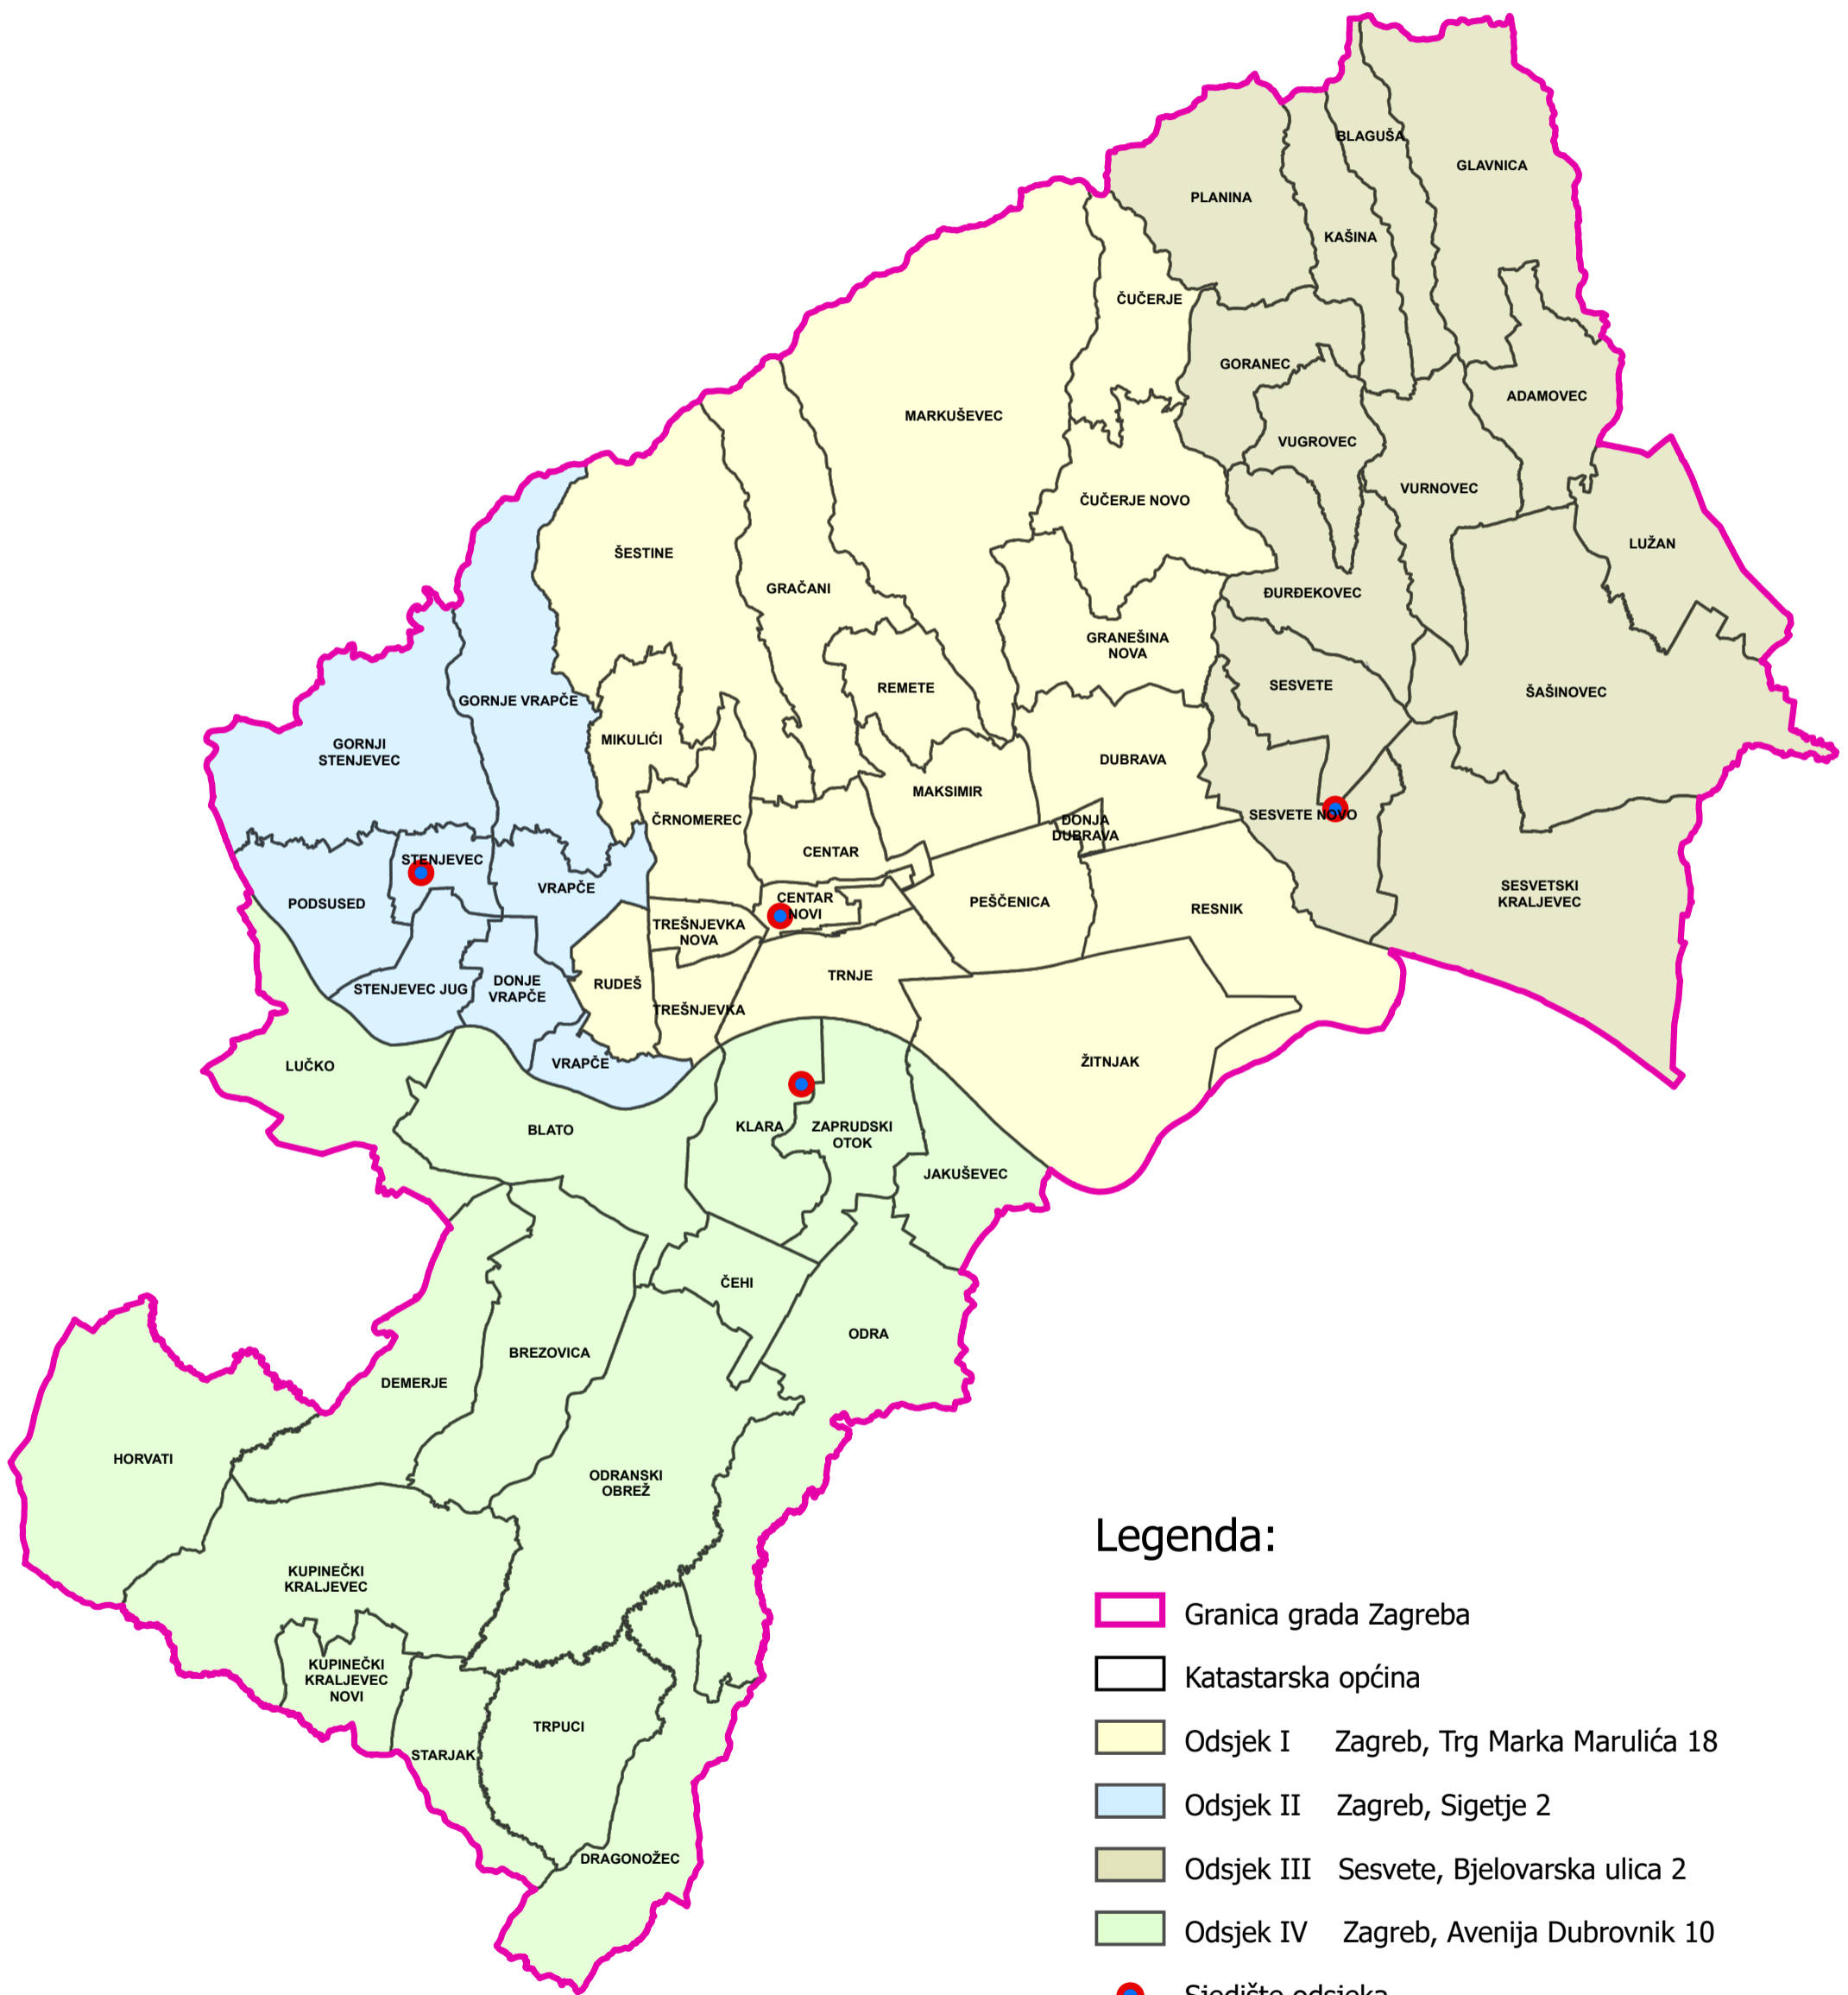 BLAGUŠA
GLAVNICA
PLANINA
KAŠINA
ČUČERJE
GORANEC
ADAMOVEC
MARKUŠEVEC
VUGROVEC
VURNOVEC
ČUČERJE NOVO
LUŽAN
ŠESTINE
GRAČANI
ĐURĐEKOVEC
GRANEŠINA
NOVA
REMETE
SESVETE
ŠAŠINOVEC
GORNJE VRAPČE
MIKULIĆI
GORNJI
STENJEVEC
DUBRAVA
MAKSIMIR
SESVETE NOVO
ČRNOMEREC
DONJA
DUBRAVA
CENTAR
STENJEVEC
VRAPČE
PODSUSED
CENTAR
NOVI
PEŠČENICA
RESNIK
SESVETSKI
KRALJEVEC
TREŠNJEVKA
NOVA
TRNJE
STENJEVEC JUG
DONJE
VRAPČE
RUDEŠ
TREŠNJEVKA
VRAPČE
ŽITNJAK
LUČKO
BLATO
KLARA
ZAPRUDSKI
OTOK
JAKUŠEVEC
ČEHI
ODRA
BREZOVICA
DEMERJE
HORVATI
ODRANSKI
OBREŽ
KUPINEČKI
KRALJEVEC
KUPINEČKI
KRALJEVEC
NOVI
TRPUCI
STARJAK
DRAGONOŽEC
Legenda:
Granica grada Zagreba
Katastarska općina
Odsjek I Zagreb, Trg Marka Marulića 18
Odsjek II Zagreb, Sigetje 2
Odsjek III Sesvete, Bjelovarska ulica 2
Odsjek IV Zagreb, Avenija Dubrovnik 10
Sjedište odsjeka